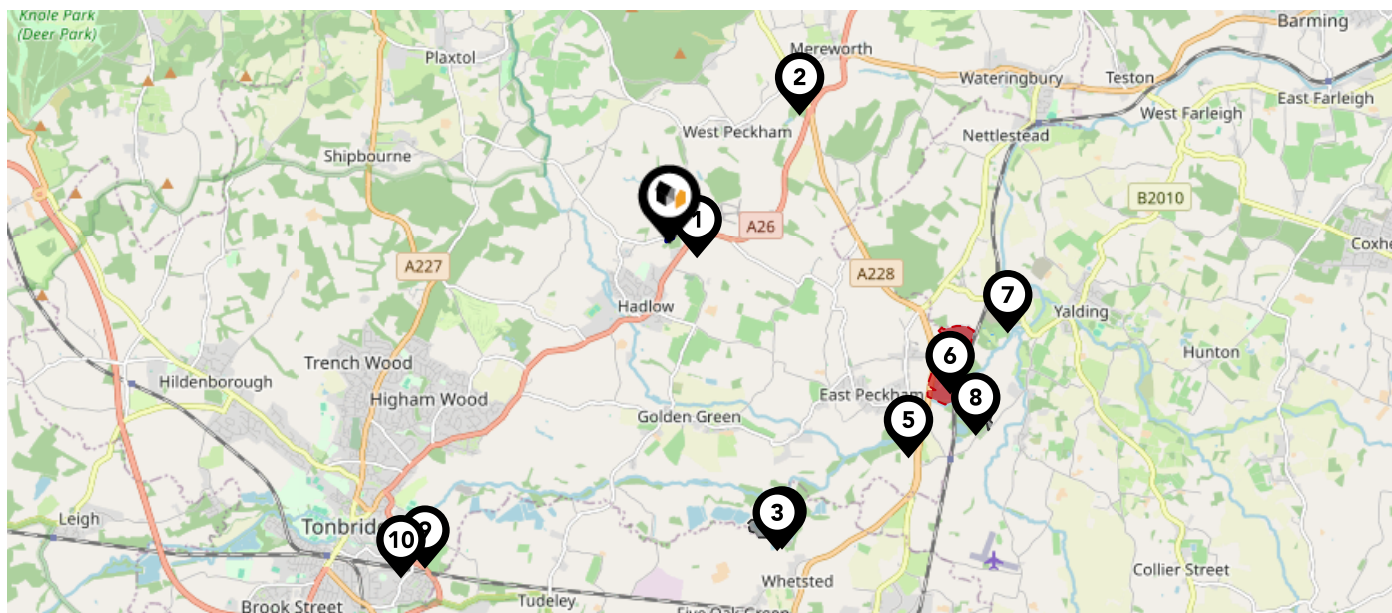 Knole Park
(Deer Park)
Plaxtol
Mereworth
Barming
2
Wateringbury
Teston
East Farleigh
West Farleigh
West Peckham
Nettlestead
Shipbourne
B2010
1
A26
Coxhe
A227
A228
7
Hadlow
Yalding
6
Hunton
Trench Wood
Hildenborough
East Peckham
8
Higham Wood
Golden Green
5
3
Leigh
Tonbridge
10
9
Collier Street
Whetsted
Brook Street
Tudeley
Five Oak Green